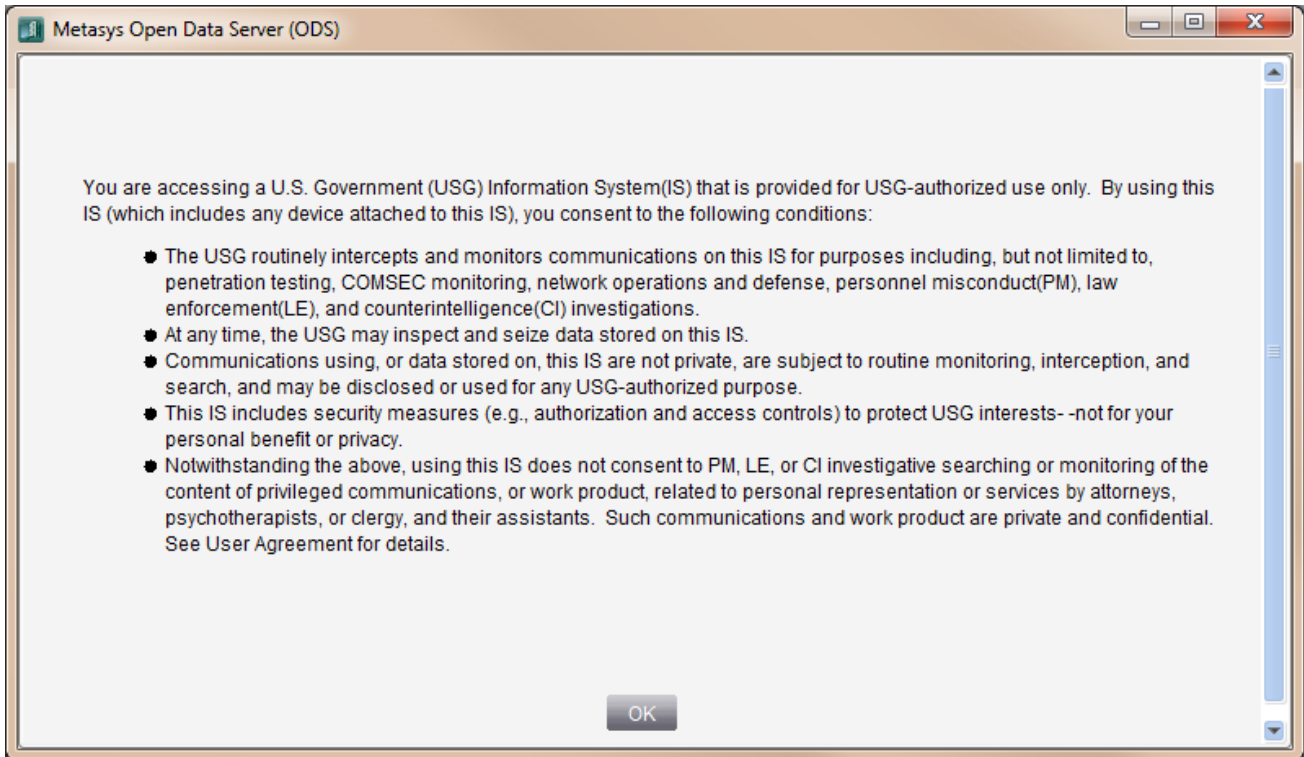 Metasys Open Data Server (ODS)
You are accessing a U.S. Government (USG) Information System(IS) that is provided for USG-authorized use only.  By using this
IS (which includes any device attached to this IS), you consent to the following conditions:
● The USG routinely intercepts and monitors communications on this IS for purposes including, but not limited to,
penetration testing, COMSEC monitoring, network operations and defense, personnel misconduct(PM), law
enforcement(LE), and counterintelligence(CI) investigations.
● At any time, the USG may inspect and seize data stored on this IS.
● Communications using, or data stored on, this IS are not private, are subject to routine monitoring, interception, and
search, and may be disclosed or used for any USG-authorized purpose.
● This IS includes security measures (e.g., authorization and access controls) to protect USG interests- -not for your
personal benefit or privacy.
● Notwithstanding the above, using this IS does not consent to PM, LE, or CI investigative searching or monitoring of the
content of privileged communications, or work product, related to personal representation or services by attorneys,
psychotherapists, or clergy, and their assistants.  Such communications and work product are private and confidential.
See User Agreement for details.
OK